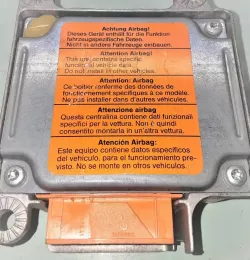 Achtung Airbag!
Dieses Gerät enthält für die Funktion
fahrzeugspezifische Daten.
Nicht in andere Fahrzeuge einbauen.
Attention Airbag!
This unit contains specific
functional vehicle data.
Do not install in other vehicles.
Attention: Airbag!
Ce boîtier renferme des données de
fonctionnement spécifiques à ce modèle.
Ne pas installer dans d'autres véhicules.
Attenzione airbag!
Questa centralina contiene dati funzionali
specifici per la vettura. Non è quindi
consentito montarla in un'altra vettura.
Atención Airbag:
Este equipo contiene datos específicos
del vehículo, para el funcionamiento pre-
visto. No se monte en otros vehículos.